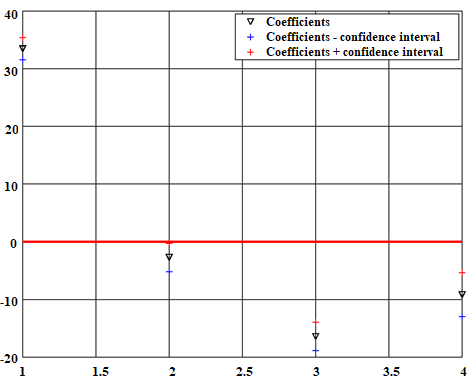 40
Coefficients
Coefficients - confidence interval
Coefficients + confidence interval
30
20
10
0
-10
-20
1 1.5 2 2.5 3 3.5 4